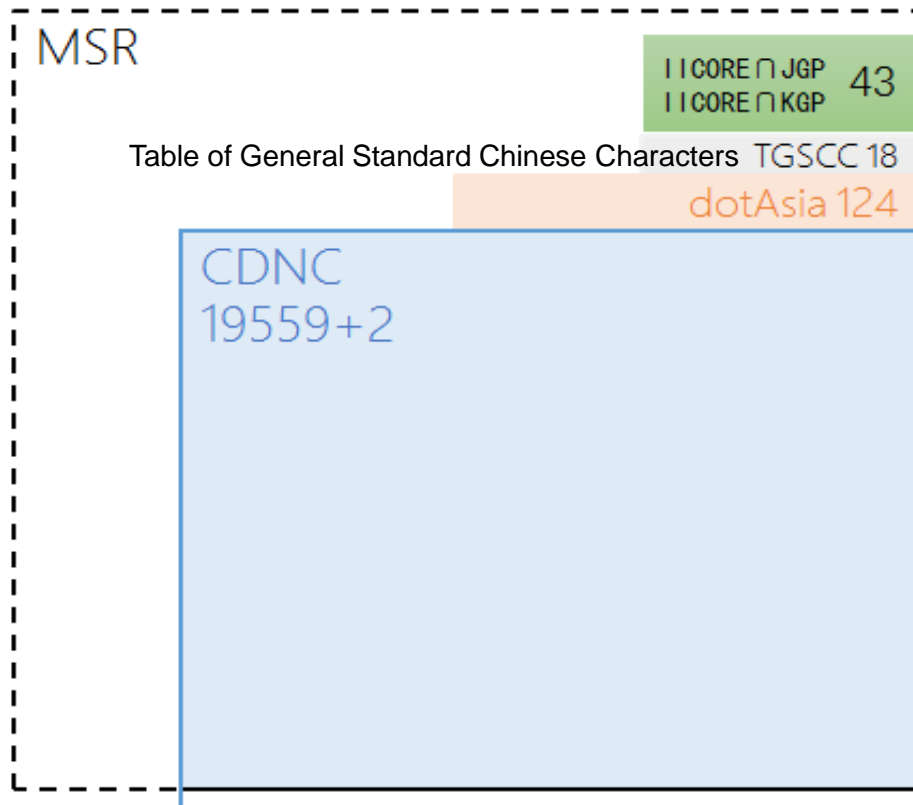 MSR
IICORE∩JGP 43
IICORE∩KGP
Table of General Standard Chinese Characters TGSCC 18
dotAsia 124
CDNC
19559+2